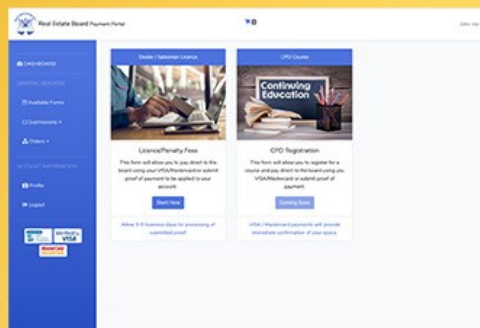 Real Estate Board Payment Portal
0
DASHBOARD
GENERAL SERVICES
Available Forms
Submissions
Orders
ACCOUNT INFORMATION
Profile
Logout
VISA
MasterCard
Dealer / Salesman Licence
Licence/Penalty Fees
This form will allow you to pay direct to the
board using your VISA/Mastercard or submit
proof of payment to be applied to your
account.
Start Here
Allow 3-5 business days for processing of
submitted proof
CPD Course
Continuing
Education
CPD Registration
This form will allow you to register for a
course and pay direct to the board using you
VISA/Mastercard or submit proof of
payment.
Coming Soon
VISA / Mastercard payments will provide
immediate confirmation of your space